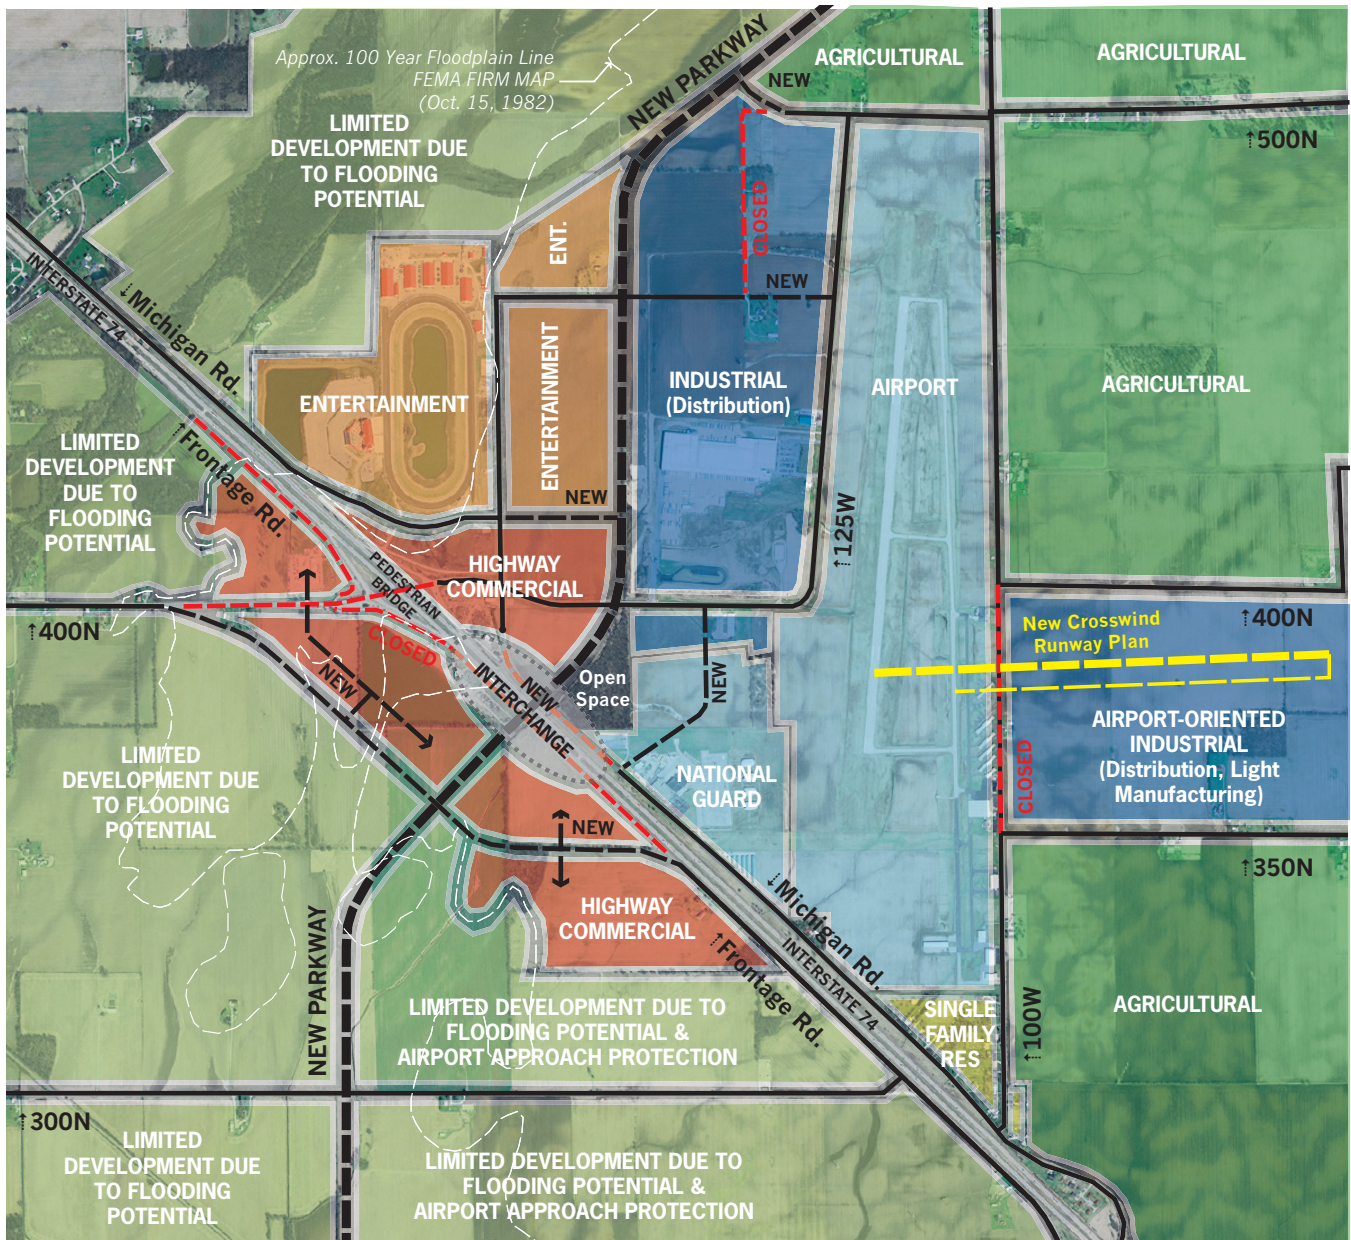 Approx. 100 Year Floodplain Line
FEMA FIRM MAP
(Oct. 15, 1982)
NEW PARKWAY
NEW
AGRICULTURAL
AGRICULTURAL
↑500N
LIMITED
DEVELOPMENT DUE
TO FLOODING
POTENTIAL
ENT.
CLOSED
NEW
INTERSTATE 74
↓Michigan Rd.
ENTERTAINMENT
ENTERTAINMENT
NEW
INDUSTRIAL
(Distribution)
AIRPORT
AGRICULTURAL
↑125W
LIMITED
DEVELOPMENT
DUE TO
FLOODING
POTENTIAL
↑Frontage Rd.
PEDESTRIAN
BRIDGE
HIGHWAY
COMMERCIAL
↑400N
CLOSED
NEW
NEW
INTERCHANGE
Open
Space
NEW
New Crosswind
Runway Plan
↑400N
AIRPORT-ORIENTED
INDUSTRIAL
(Distribution, Light
Manufacturing)
CLOSED
LIMITED
DEVELOPMENT DUE
TO FLOODING
POTENTIAL
NATIONAL
GUARD
NEW
↑350N
HIGHWAY
COMMERCIAL
↓Michigan Rd.
INTERSTATE 74
↑Frontage Rd.
NEW PARKWAY
LIMITED DEVELOPMENT DUE TO
FLOODING POTENTIAL &
AIRPORT APPROACH PROTECTION
SINGLE
FAMILY
RES
↑100W
AGRICULTURAL
↑300N
LIMITED
DEVELOPMENT DUE
TO FLOODING
POTENTIAL
LIMITED DEVELOPMENT DUE TO
FLOODING POTENTIAL &
AIRPORT APPROACH PROTECTION